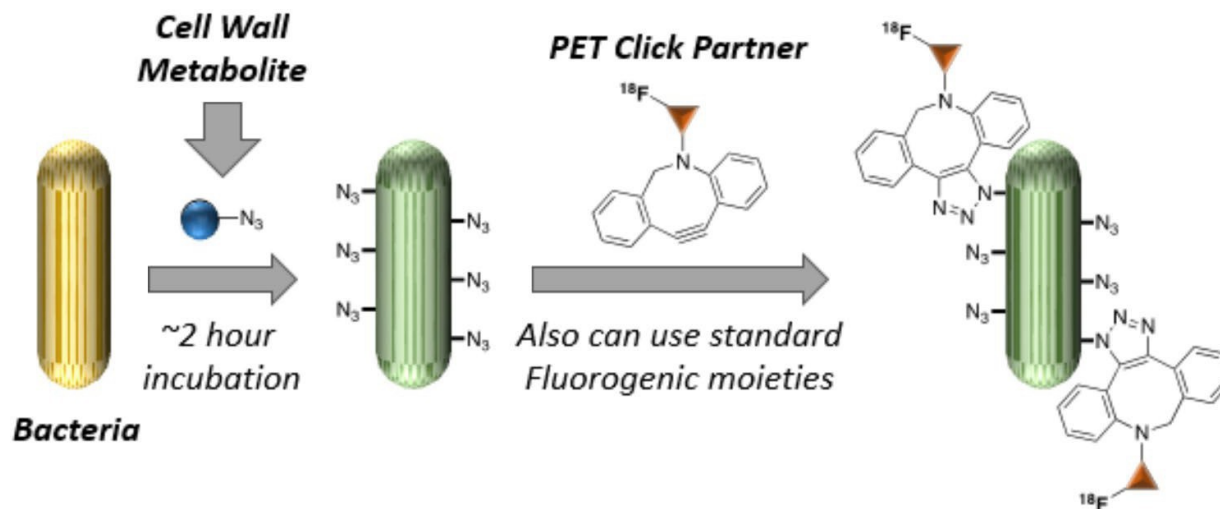 Cell Wall
Metabolite
N₃
~2 hour
incubation
Bacteria
N₃
N₃
N₃
N₃
N₃
N₃
PET Click Partner
¹⁸F
N
Also can use standard
Fluorogenic moieties
¹⁸F
N
N
N=N
N₃
N₃
N₃
N₃
N=N
N
N
¹⁸F